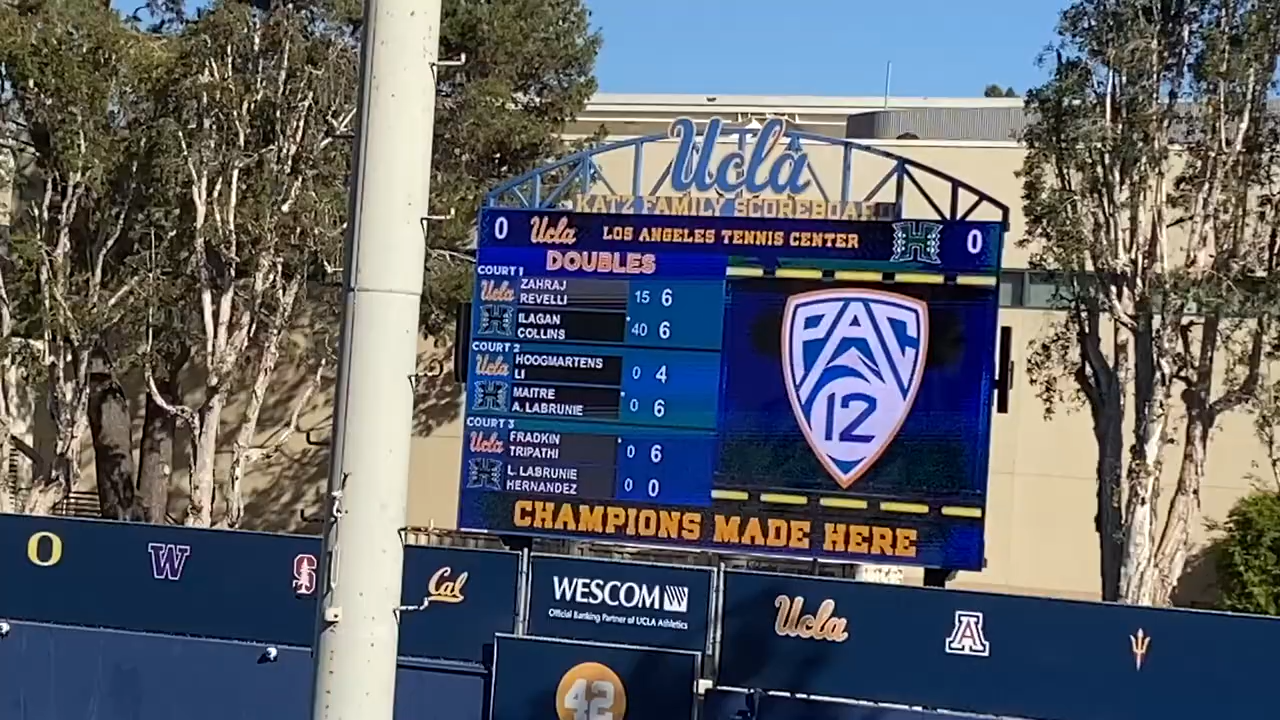 Ucla
KATZ FAMILY SCOREBOARD
0 Ucla LOS ANGELES TENNIS CENTER H 0
DOUBLES
COURT 1
Ucla ZAHRAJ REVELLI 15 6
H ILAGAN COLLINS 40 6
COURT 2
Ucla HOOGMARTENS LI 0 4
H MAITRE A. LABRUNIE 0 6
COURT 3
Ucla FRADKIN TRIPATHI 0 6
H L. LABRUNIE HERNANDEZ 0 0
PAC
12
CHAMPIONS MADE HERE
O W S Cal
WESCOM
Official Banking Partner of UCLA Athletics
Ucla A
42